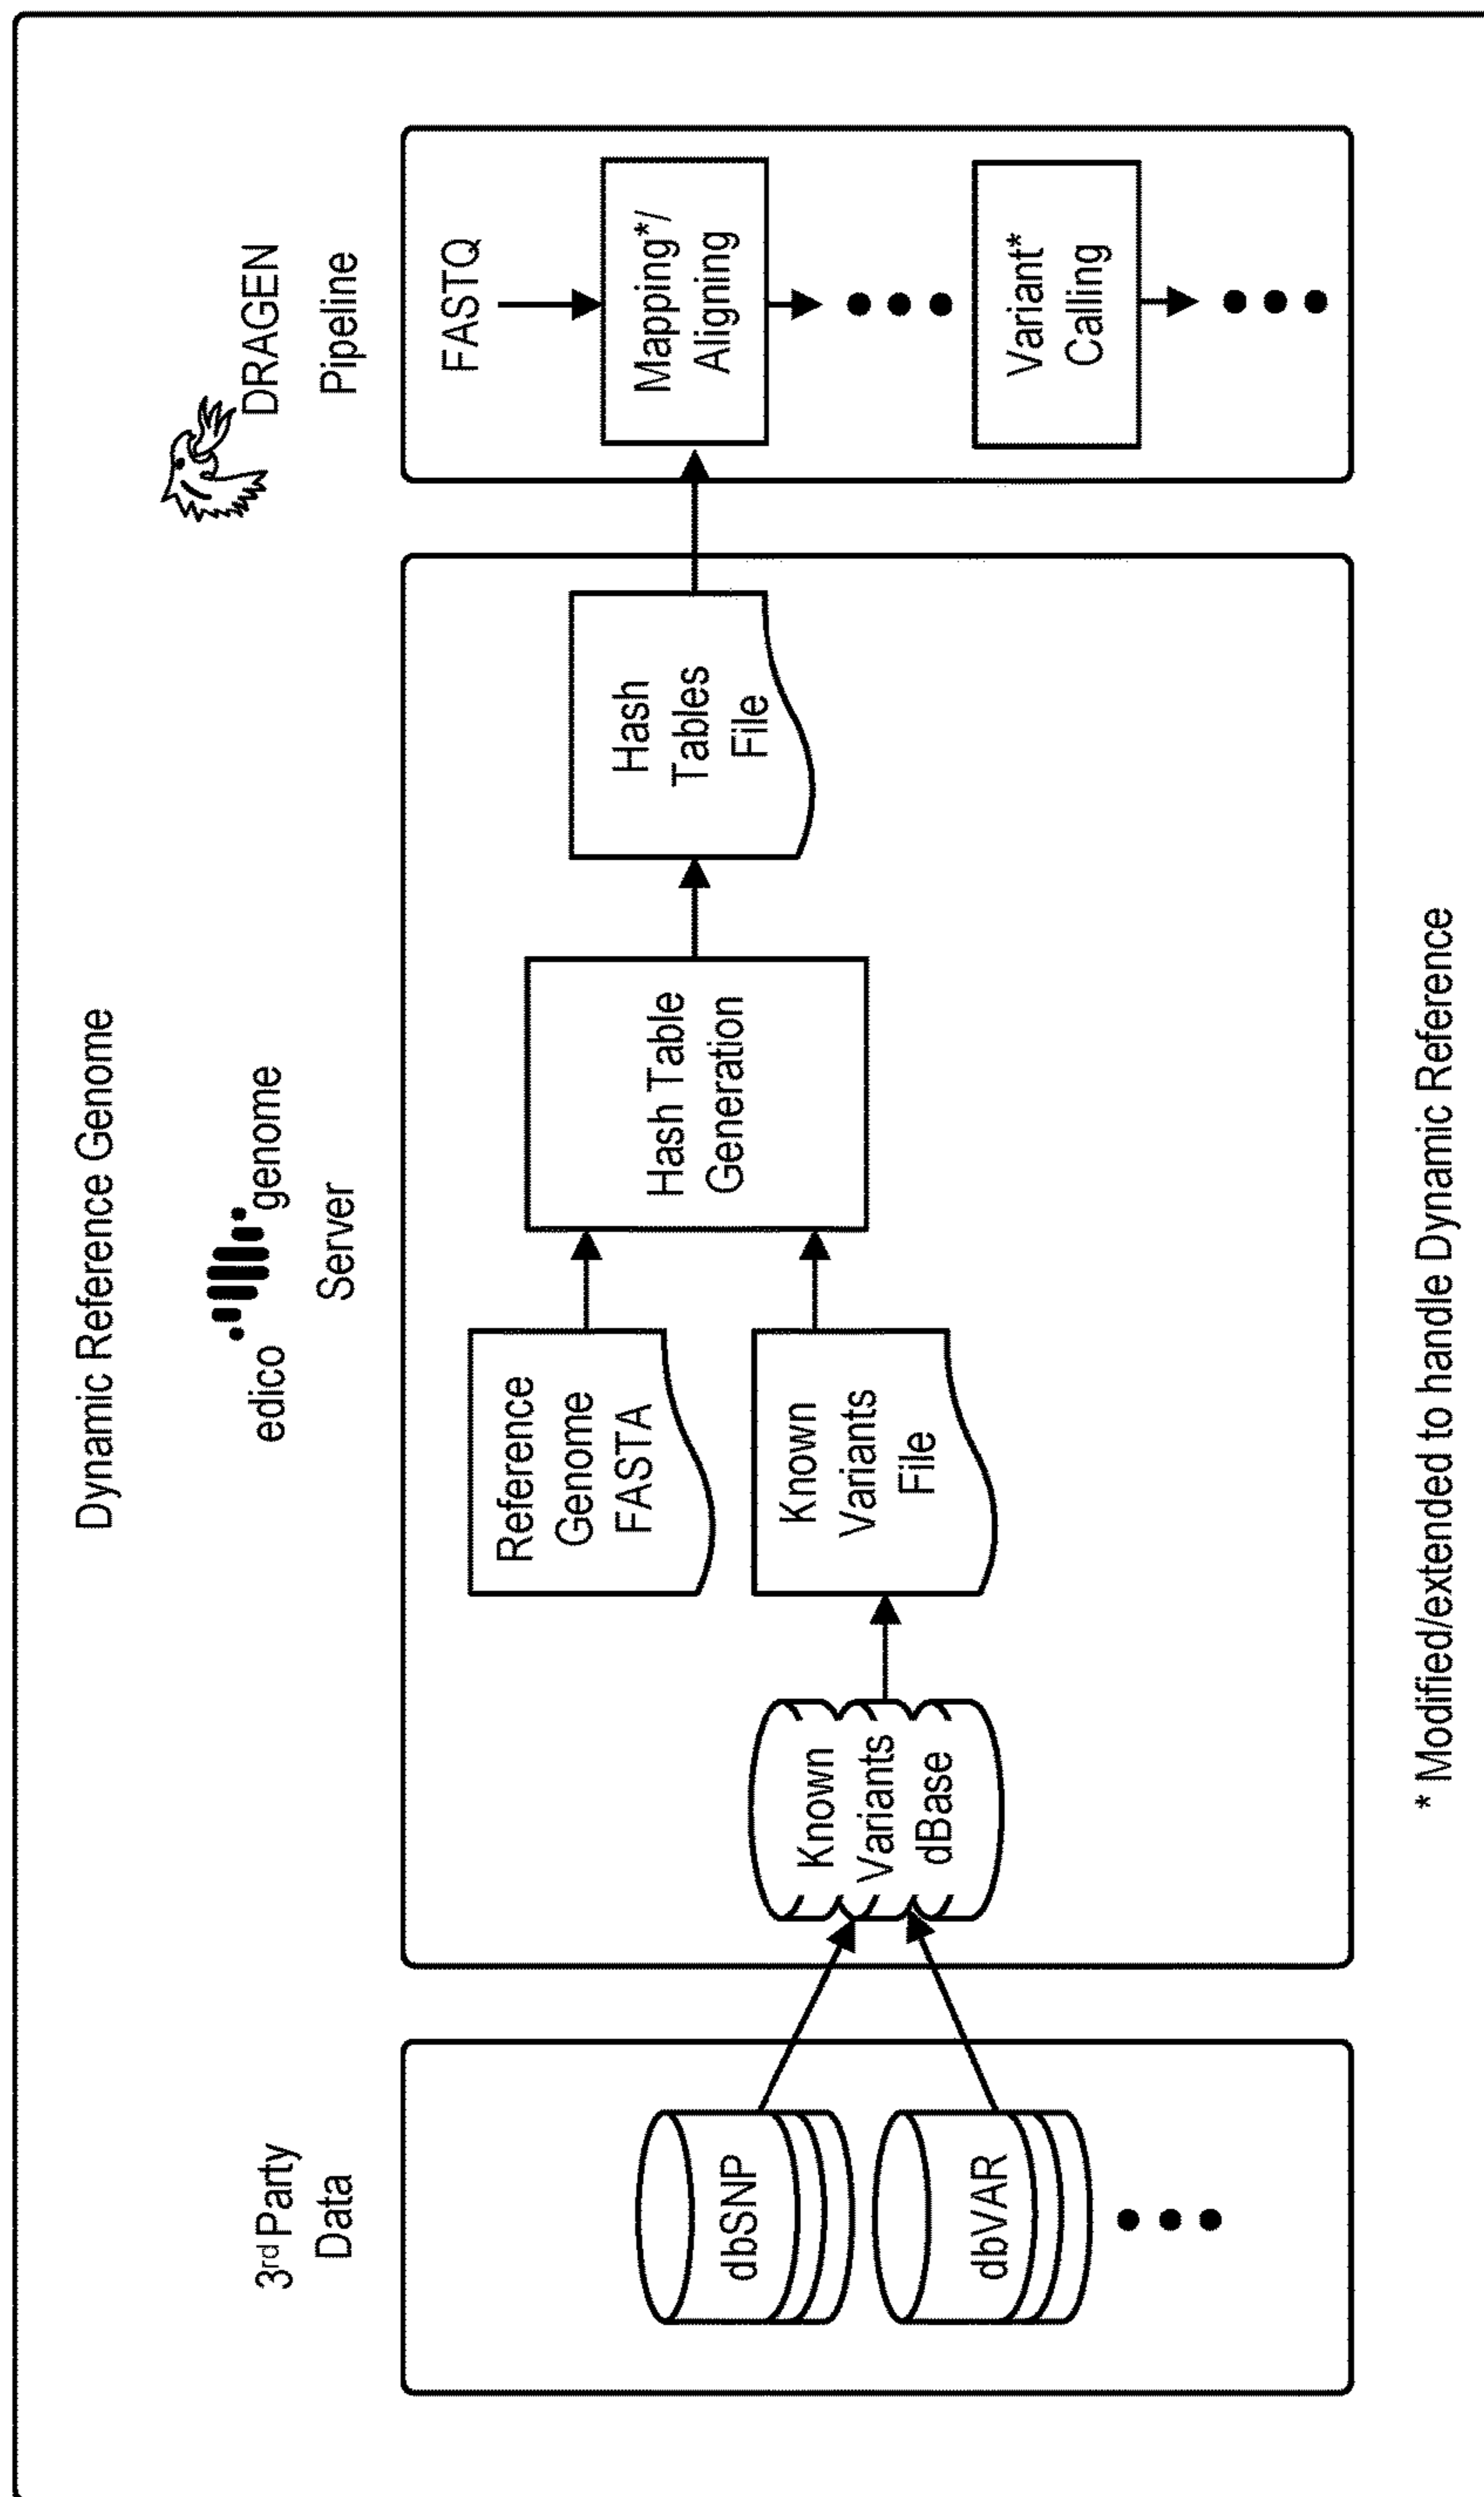 Dynamic Reference Genome
3rd Party
Data
edico genome
Server
DRAGEN
Pipeline
dbSNP
dbVAR
Known
Variants
dBase
Reference
Genome
FASTA
Known
Variants
File
Hash Table
Generation
Hash
Tables
File
FASTQ
Mapping*/
Aligning
Variant*
Calling
* Modified/extended to handle Dynamic Reference